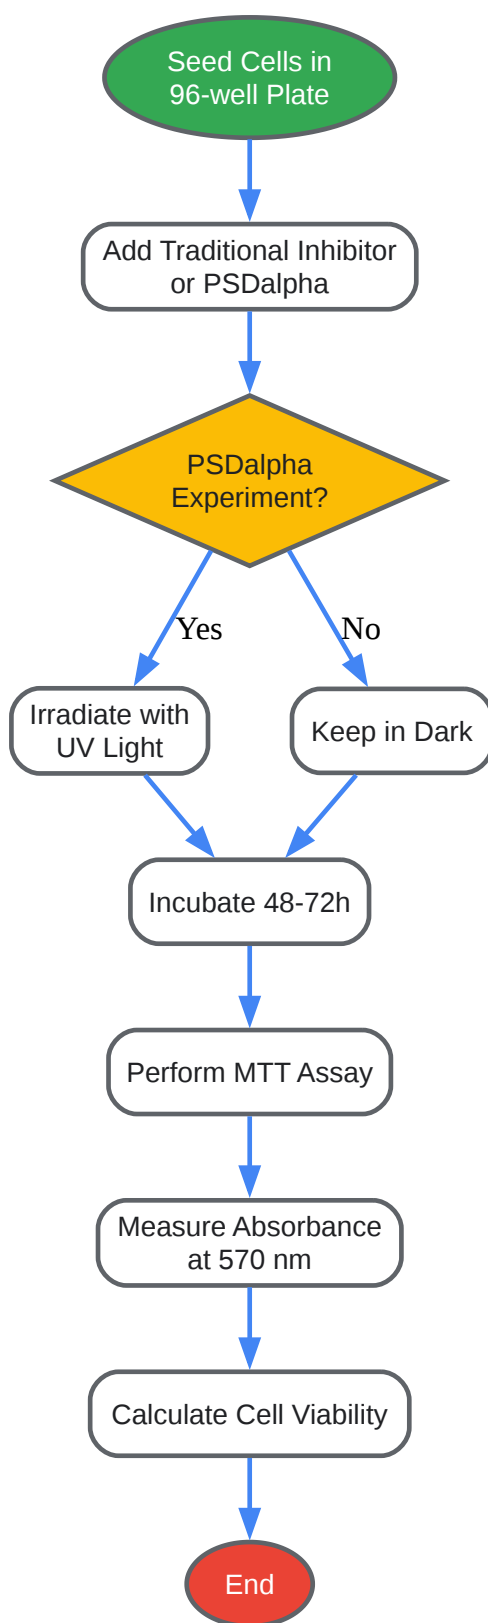 Seed Cells in
96-well Plate
Add Traditional Inhibitor
or PSDalpha
PSDalpha
Experiment?
Yes
No
Irradiate with
UV Light
Keep in Dark
Incubate 48-72h
Perform MTT Assay
Measure Absorbance
at 570 nm
Calculate Cell Viability
End